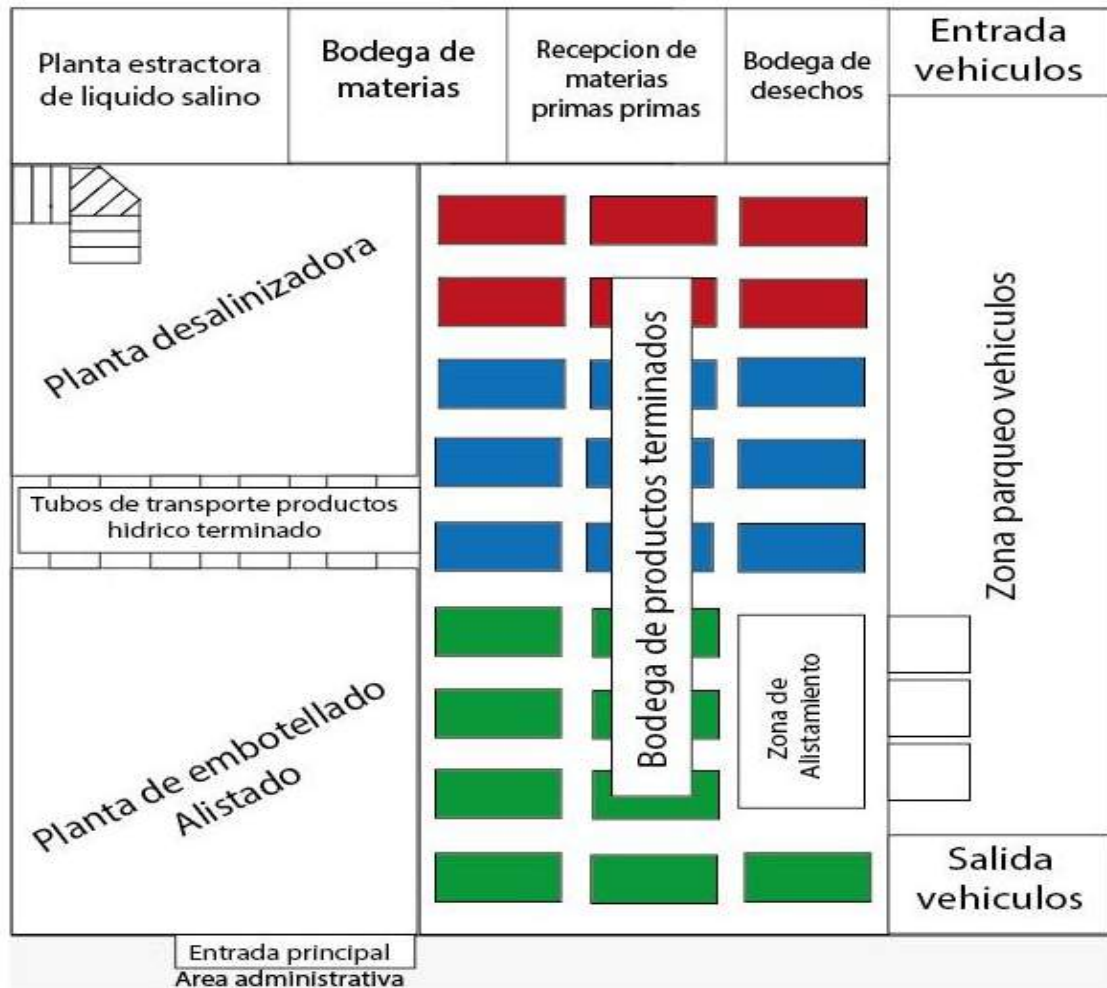 Planta estractora
de liquido salino
Bodega de
materias
Recepcion de
materias
primas primas
Bodega de
desechos
Entrada
vehiculos
Planta desalinizadora
Tubos de transporte productos
hidrico terminado
Planta de embotellado
Alistado
Bodega de productos terminados
Zona de
Alistamiento
Zona parqueo vehiculos
Salida
vehiculos
Entrada principal
Area administrativa